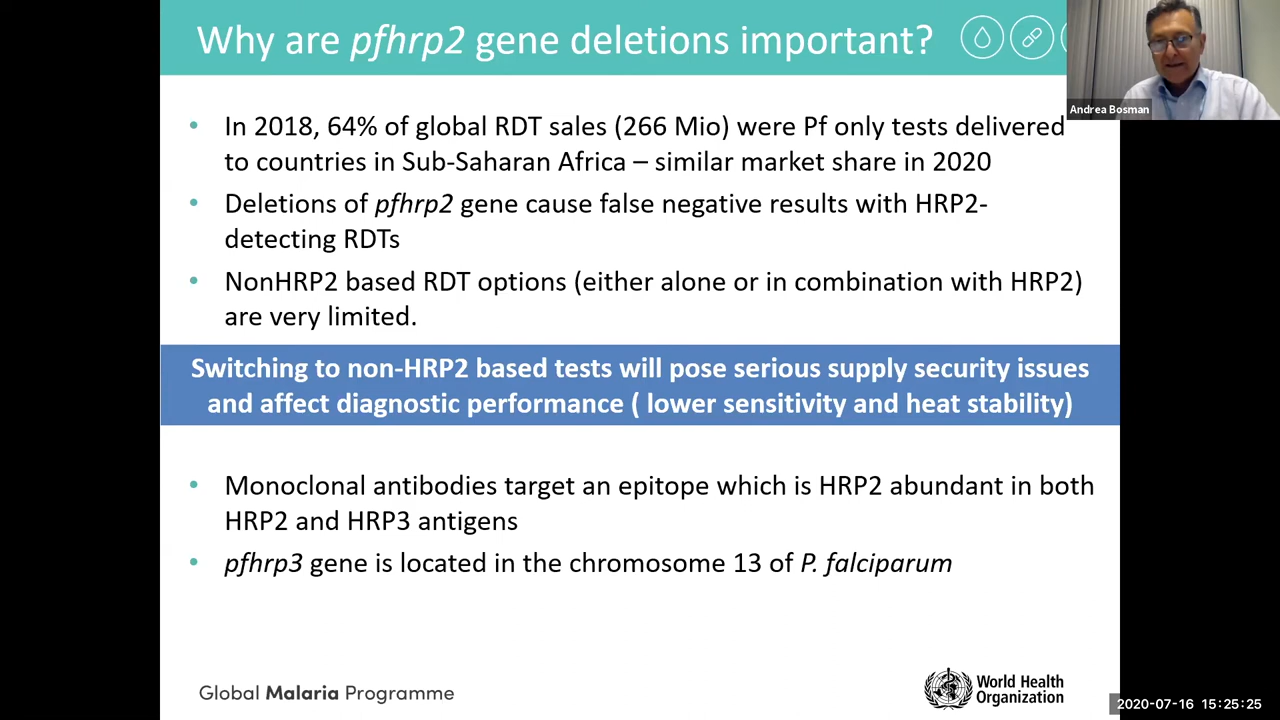 Why are pfhrp2 gene deletions important?
Andrea Bosman
• In 2018, 64% of global RDT sales (266 Mio) were Pf only tests delivered
to countries in Sub-Saharan Africa – similar market share in 2020
• Deletions of pfhrp2 gene cause false negative results with HRP2-
detecting RDTs
• NonHRP2 based RDT options (either alone or in combination with HRP2)
are very limited.
Switching to non-HRP2 based tests will pose serious supply security issues
and affect diagnostic performance ( lower sensitivity and heat stability)
• Monoclonal antibodies target an epitope which is HRP2 abundant in both
HRP2 and HRP3 antigens
• pfhrp3 gene is located in the chromosome 13 of P. falciparum
Global Malaria Programme
World Health
Organization
2020-07-16 15:25:25